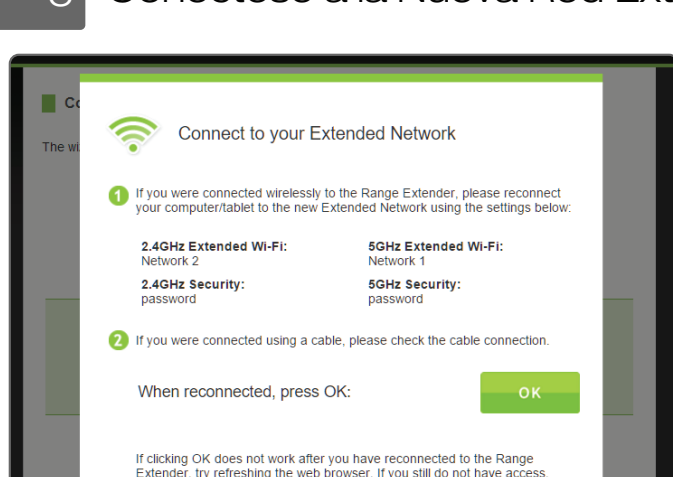 Conéctese a la Nueva Red Ext
Connect to your Extended Network
The wi
1 If you were connected wirelessly to the Range Extender, please reconnect
your computer/tablet to the new Extended Network using the settings below:
2.4GHz Extended Wi-Fi: 5GHz Extended Wi-Fi:
Network 2 Network 1
2.4GHz Security: 5GHz Security:
password password
2 If you were connected using a cable, please check the cable connection.
When reconnected, press OK: OK
If clicking OK does not work after you have reconnected to the Range
Extender, try refreshing the web browser. If you still do not have access,